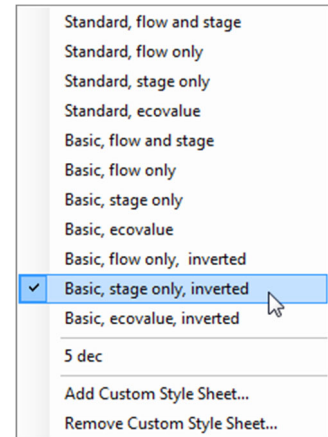 Standard, flow and stage
Standard, flow only
Standard, stage only
Standard, ecovalue
Basic, flow and stage
Basic, flow only
Basic, stage only
Basic, ecovalue
Basic, flow only,  inverted
Basic, stage only, inverted
Basic, ecovalue, inverted
5 dec
Add Custom Style Sheet...
Remove Custom Style Sheet...